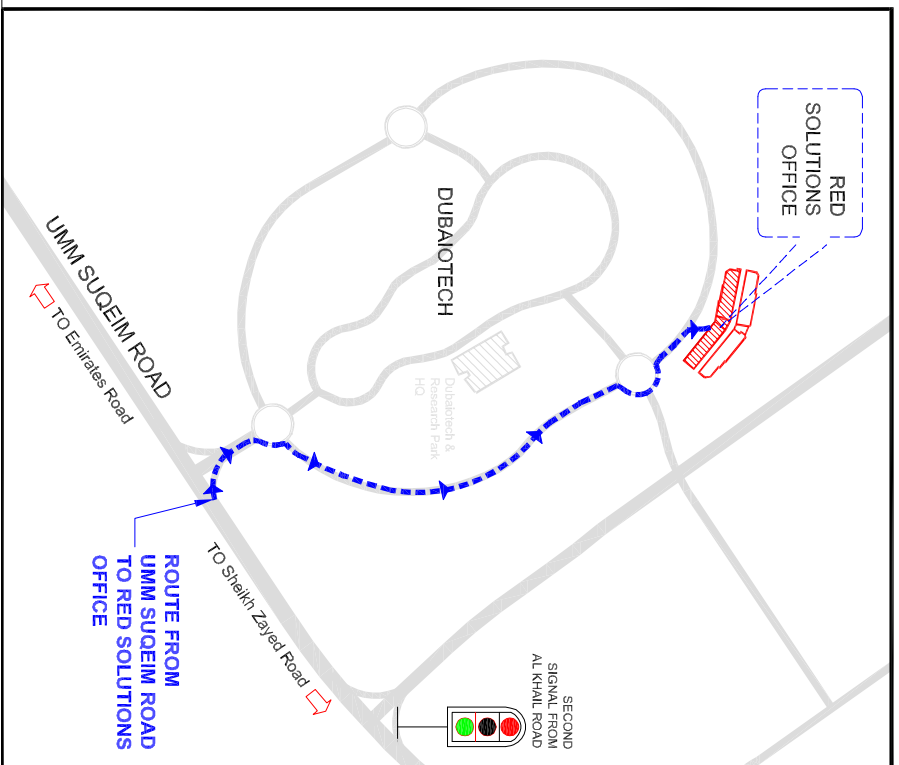 RED
SOLUTIONS
OFFICE
DUBAIOTECH
UMM SUQEIM ROAD
TO Emirates Road
Dubaiotech &
Research Park
HQ
TO Sheikh Zayed Road
ROUTE FROM
UMM SUQEIM ROAD
TO RED SOLUTIONS
OFFICE
SECOND
SIGNAL FROM
AL KHAIL ROAD